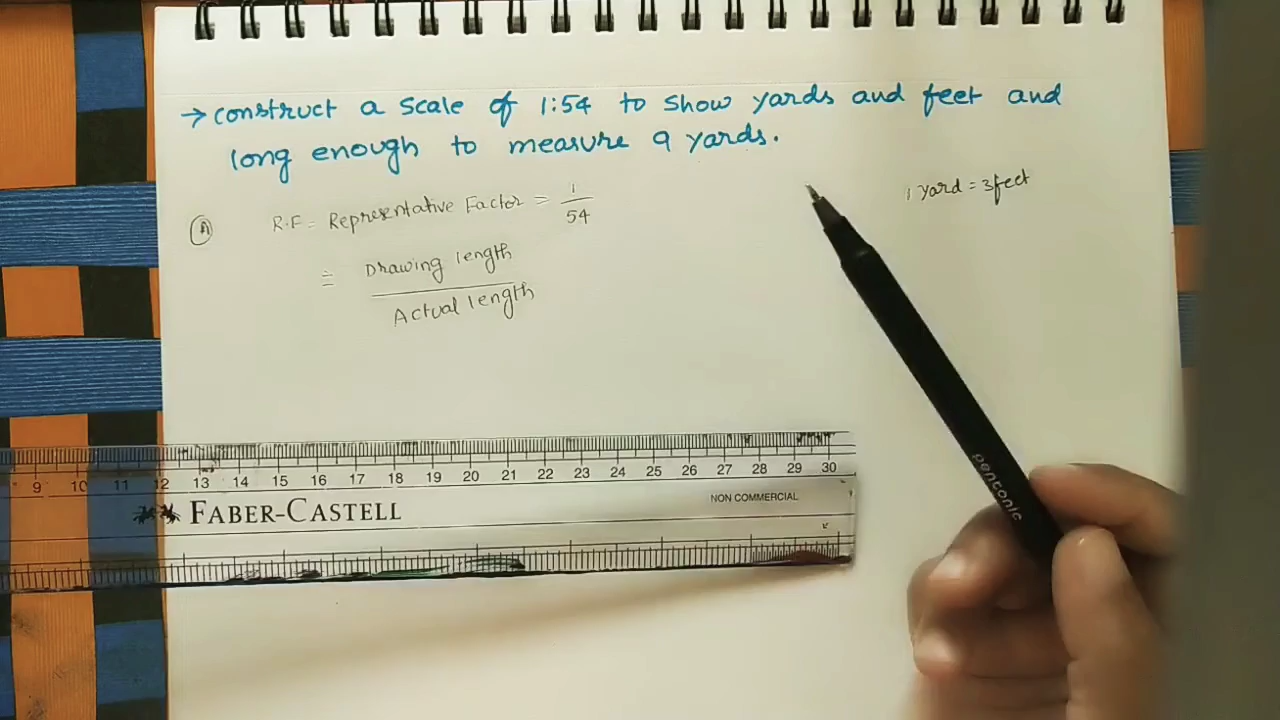 → construct a scale of 1:54 to show yards and feet and
long enough to measure 9 yards.
1 yard = 3feet
A
R.F = Representative Factor = 1/54
= Drawing length
Actual length
9 10 11 12 13 14 15 16 17 18 19 20 21 22 23 24 25 26 27 28 29 30
FABER-CASTELL
NON COMMERCIAL
pentonic